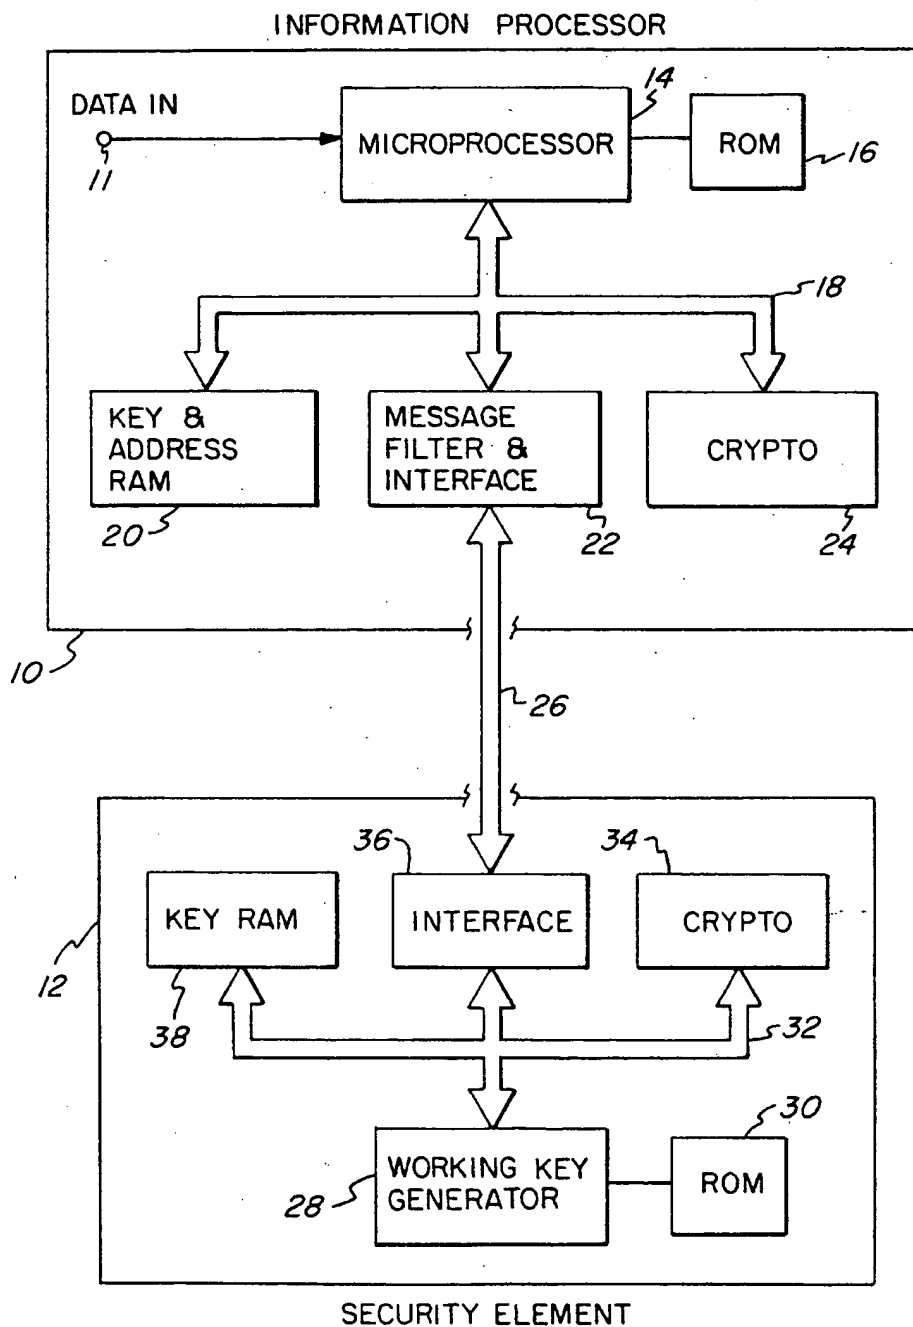 INFORMATION PROCESSOR
DATA IN
11
MICROPROCESSOR
14
ROM
16
18
KEY &
ADDRESS
RAM
20
MESSAGE
FILTER &
INTERFACE
22
CRYPTO
24
10
26
36
34
KEY RAM
INTERFACE
CRYPTO
12
38
32
30
WORKING KEY
GENERATOR
28
ROM
SECURITY ELEMENT